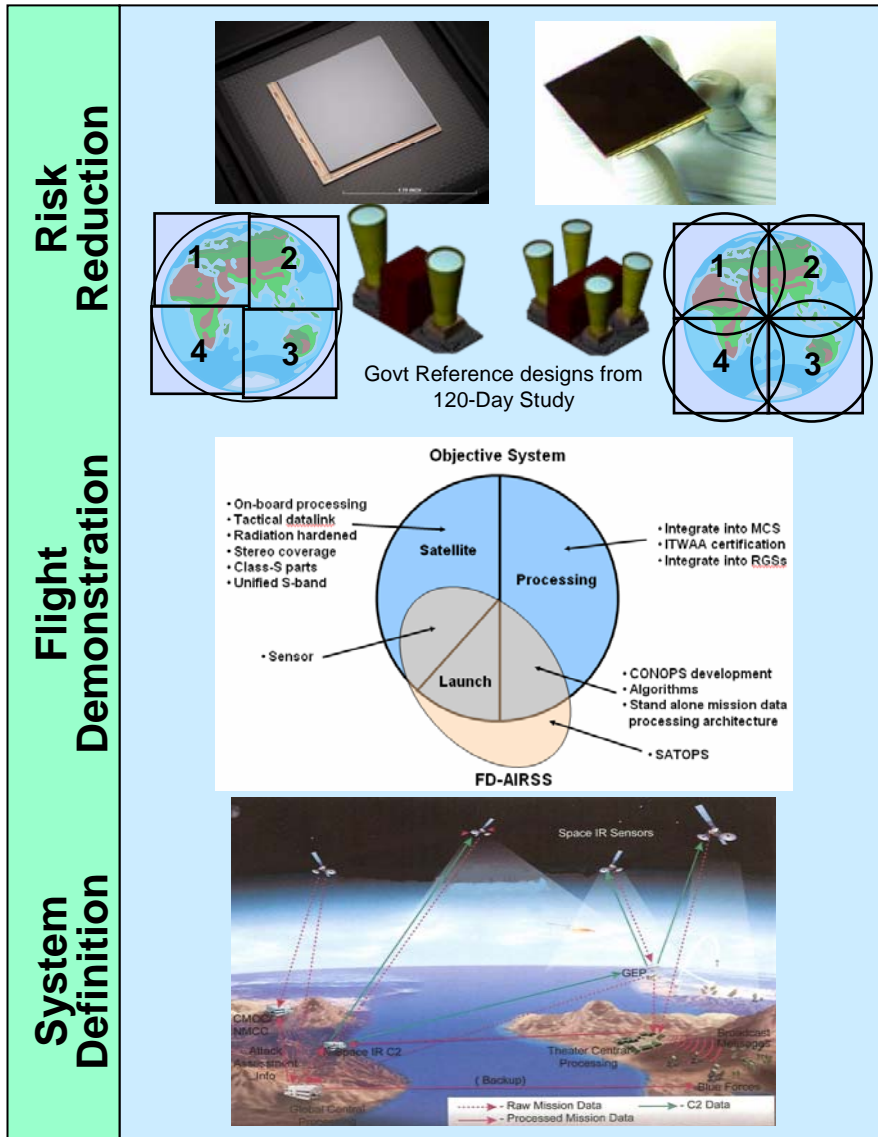 Risk
Reduction
1
2
4
3
Govt Reference designs from
120-Day Study
1
2
4
3
Flight
Demonstration
Objective System
• On-board processing
• Tactical datalink
• Radiation hardened
• Stereo coverage
• Class-S parts
• Unified S-band
Satellite
Processing
• Integrate into MCS
• ITWAA certification
• Integrate into RGSs
• Sensor
Launch
• CONOPS development
• Algorithms
• Stand alone mission data
processing architecture
• SATOPS
FD-AIRSS
System
Definition
Space IR Sensors
GEP
CMOC/
NMCC
Attack
Assessment
Info
Space IR C2
Theater Central
Processing
Broadcast
Messages
( Backup)
Blue Forces
Global Central
Processing
- Raw Mission Data
- C2 Data
- Processed Mission Data